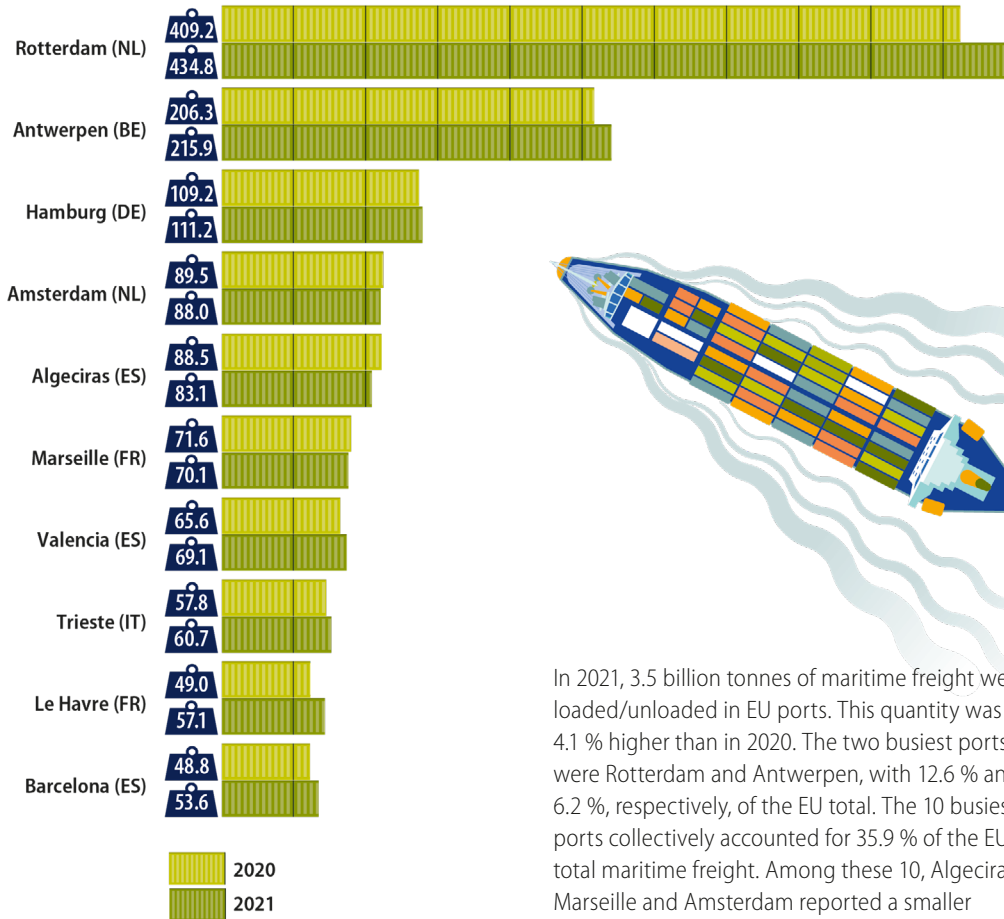 409.2
Rotterdam (NL)
434.8
206.3
Antwerpen (BE)
215.9
109.2
Hamburg (DE)
111.2
89.5
Amsterdam (NL)
88.0
88.5
Algeciras (ES)
83.1
71.6
Marseille (FR)
70.1
65.6
Valencia (ES)
69.1
57.8
Trieste (IT)
60.7
49.0
Le Havre (FR)
57.1
48.8
Barcelona (ES)
53.6
2020
2021
In 2021, 3.5 billion tonnes of maritime freight we
loaded/unloaded in EU ports. This quantity was
4.1 % higher than in 2020. The two busiest ports
were Rotterdam and Antwerpen, with 12.6 % an
6.2 %, respectively, of the EU total. The 10 busies
ports collectively accounted for 35.9 % of the EU
total maritime freight. Among these 10, Algecira
Marseille and Amsterdam reported a smaller